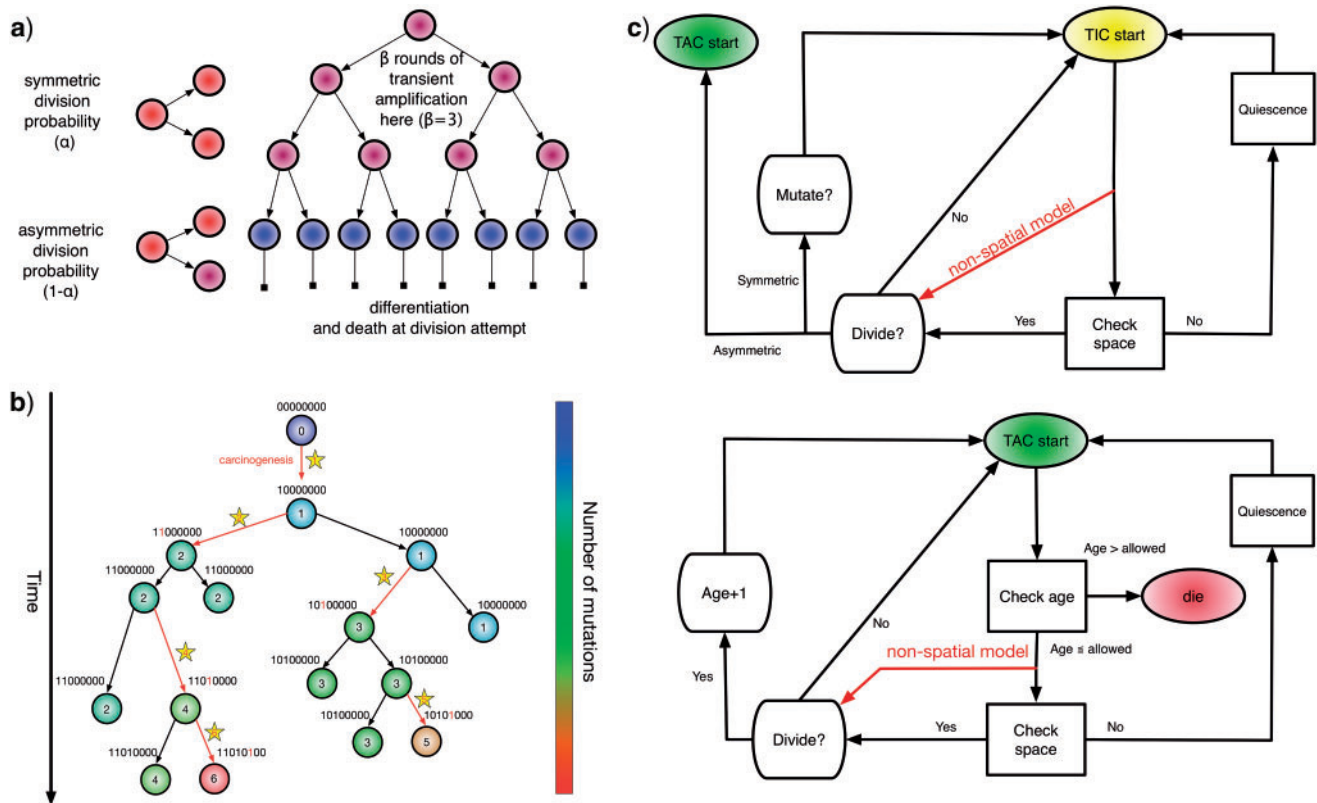 a)
symmetric
division
probability
(α)
asymmetric
division
probability
(1-α)
β rounds of
transient
amplification
here (β=3)
differentiation
and death at division attempt
b)
Time
00000000
0
carcinogenesis
10000000
1
11000000
2
10000000
1
11000000
2
11000000
2
10100000
3
10000000
1
11000000
2
11010000
4
10100000
3
10100000
3
10100000
3
10101000
5
11010000
4
11010100
6
Number of mutations
c)
TAC start
TIC start
Quiescence
Mutate?
No
non-spatial model
Symmetric
Asymmetric
Divide?
Yes
Check
space
No
TAC start
Quiescence
Age+1
No
Age > allowed
Check age
die
non-spatial model
Age ≤ allowed
Yes
Divide?
Yes
Check
space
No